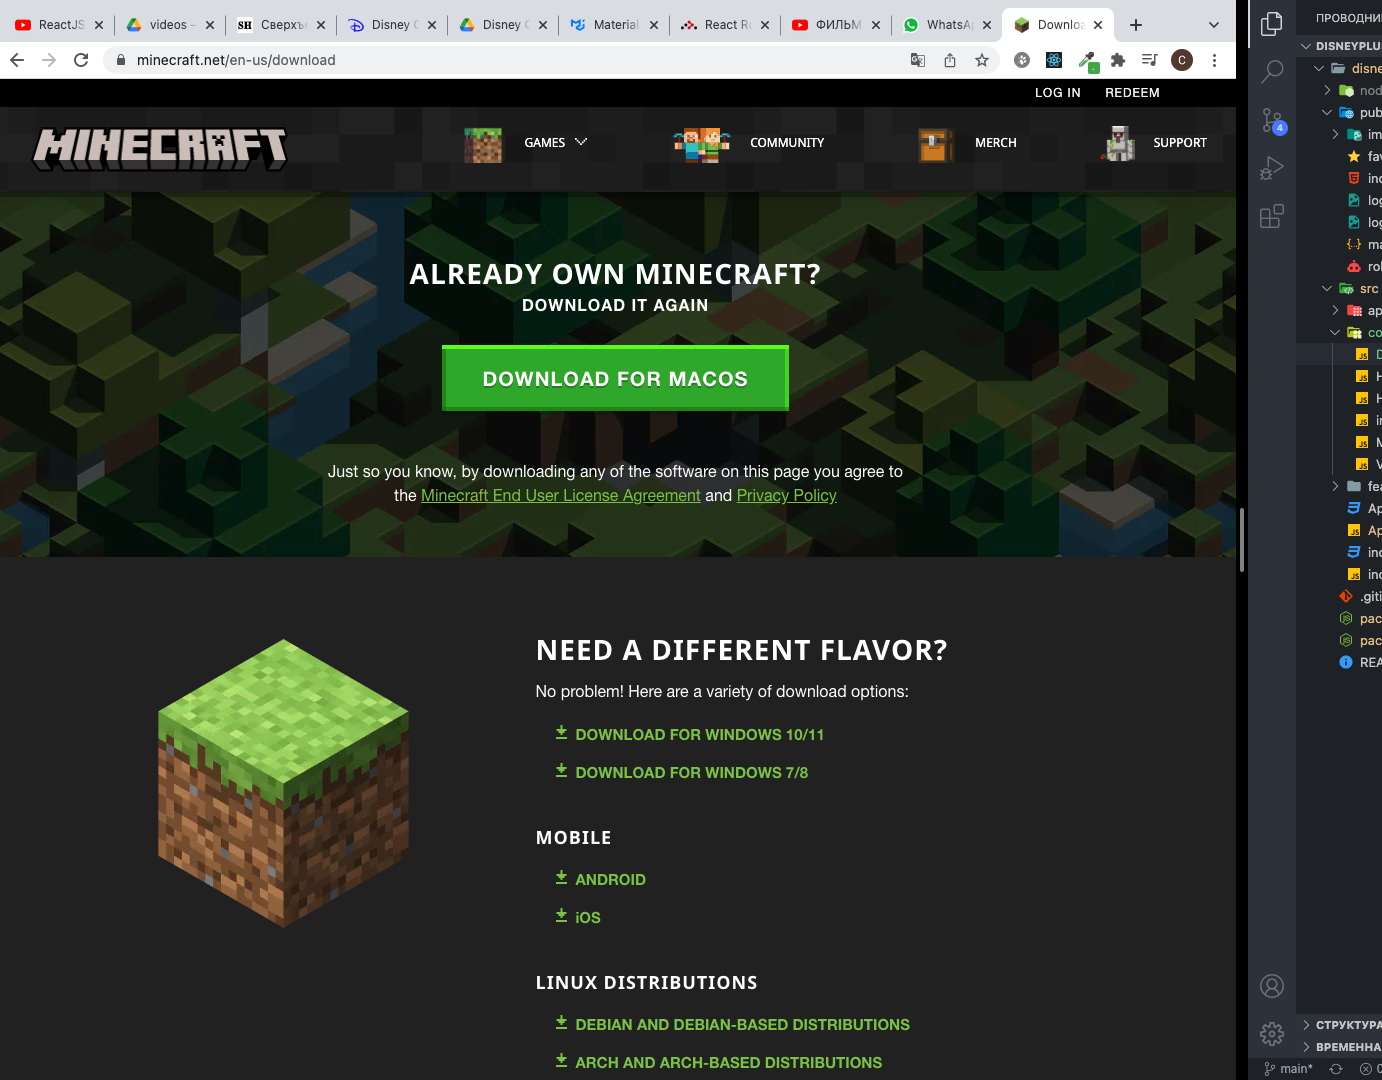 ReactJS
videos -
SH Сверхъе
Disney C
Disney C
Material
React Ro
ФИЛЬМ
WhatsAp
Downloa
minecraft.net/en-us/download
C
LOG IN
REDEEM
MINECRAFT
GAMES
COMMUNITY
MERCH
SUPPORT
ALREADY OWN MINECRAFT?
DOWNLOAD IT AGAIN
DOWNLOAD FOR MACOS
Just so you know, by downloading any of the software on this page you agree to
the Minecraft End User License Agreement and Privacy Policy
NEED A DIFFERENT FLAVOR?
No problem! Here are a variety of download options:
DOWNLOAD FOR WINDOWS 10/11
DOWNLOAD FOR WINDOWS 7/8
MOBILE
ANDROID
iOS
LINUX DISTRIBUTIONS
DEBIAN AND DEBIAN-BASED DISTRIBUTIONS
ARCH AND ARCH-BASED DISTRIBUTIONS
ПРОВОДНИ
DISNEYPLU
disne
nod
pub
im
fav
ind
log
log
ma
rob
src
ap
co
D
H
H
in
M
V
fea
Ap
Ap
ind
ind
.giti
pac
pac
REA
4
СТРУКТУРА
ВРЕМЕННА
main*